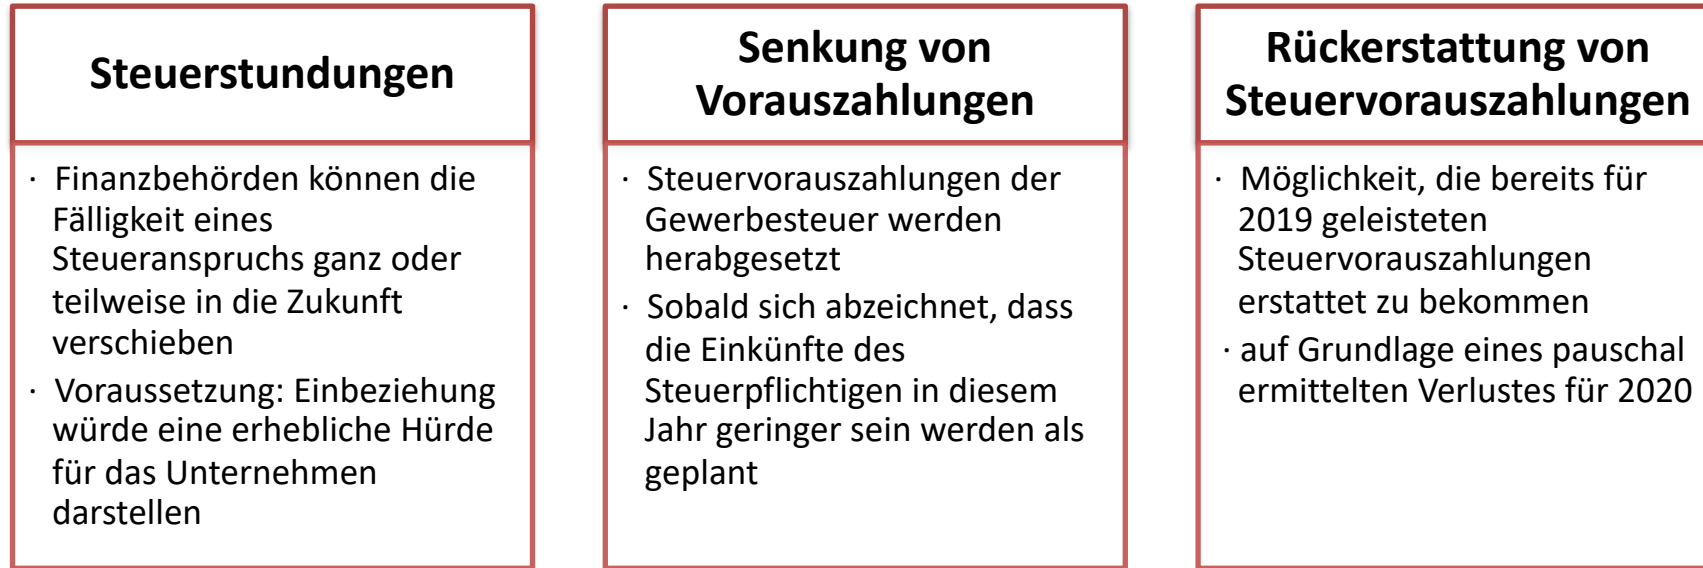 Steuerstundungen
· Finanzbehörden können die
Fälligkeit eines
Steueranspruchs ganz oder
teilweise in die Zukunft
verschieben
· Voraussetzung: Einbeziehung
würde eine erhebliche Hürde
für das Unternehmen
darstellen
Senkung von
Vorauszahlungen
· Steuervorauszahlungen der
Gewerbesteuer werden
herabgesetzt
· Sobald sich abzeichnet, dass
die Einkünfte des
Steuerpflichtigen in diesem
Jahr geringer sein werden als
geplant
Rückerstattung von
Steuervorauszahlungen
· Möglichkeit, die bereits für
2019 geleisteten
Steuervorauszahlungen
erstattet zu bekommen
· auf Grundlage eines pauschal
ermittelten Verlustes für 2020